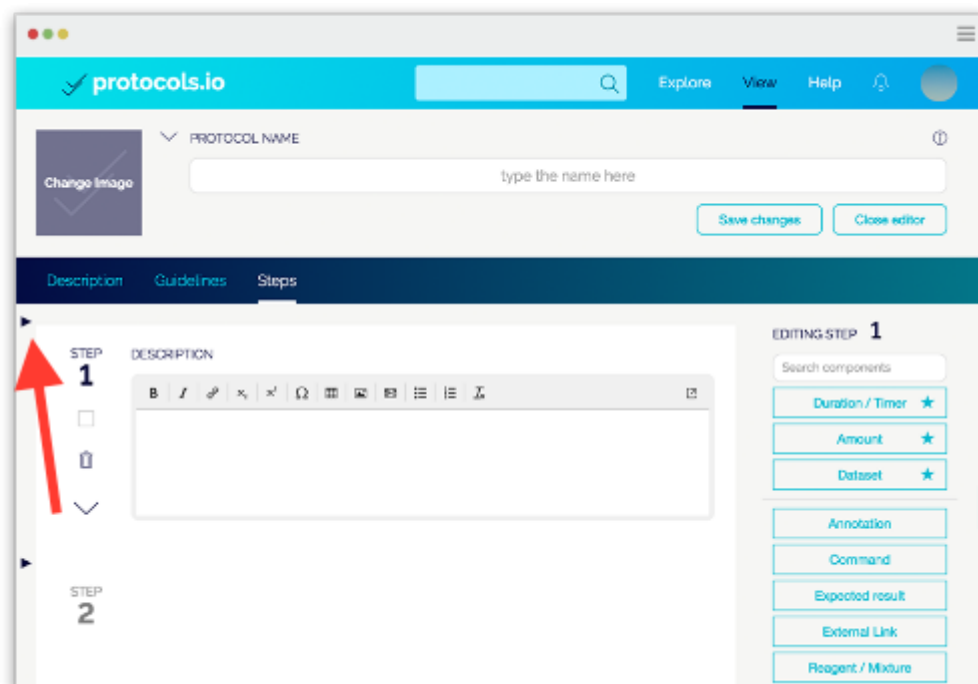 protocols.io
Explore View Help
PROTOCOL NAME
Change Image
type the name here
Save changes Close editor
Description Guidelines Steps
EDITING STEP 1
STEP
1
DESCRIPTION
Search components
B I x, x' Ω
Duration / Timer ★
Amount ★
Dataset ★
Annotation
Command
Expected result
STEP
2
External Link
Reagent / Mixture